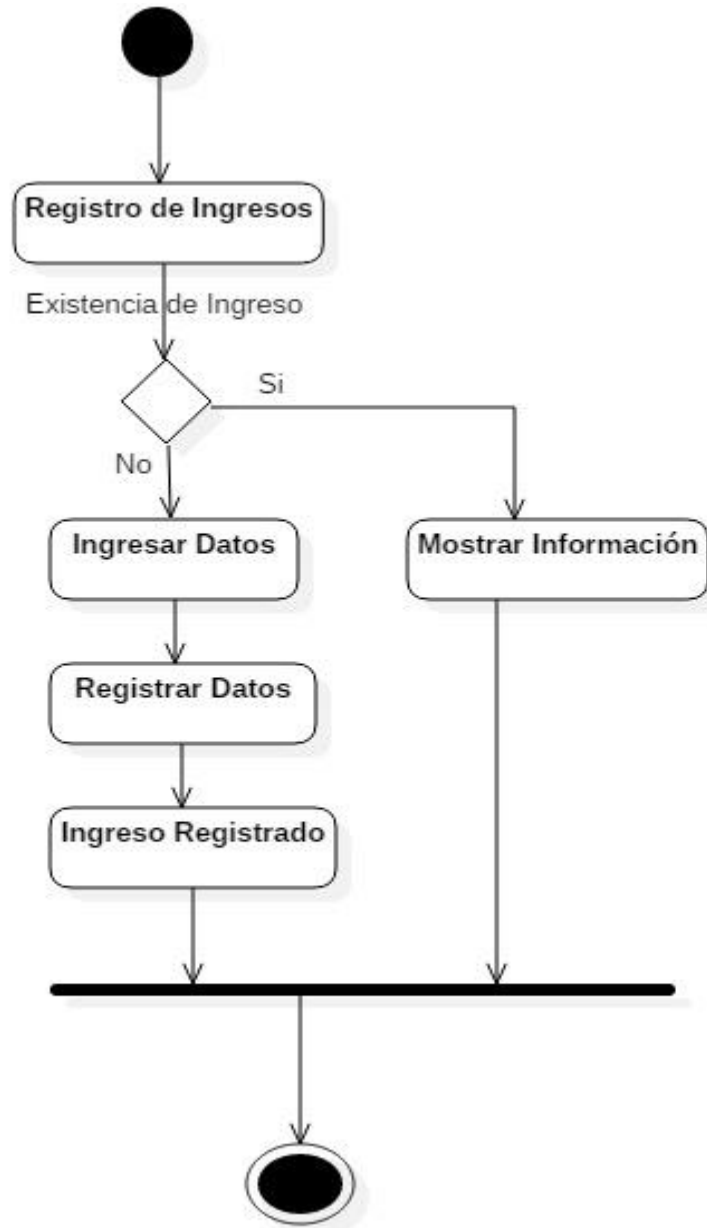 Registro de Ingresos
Existencia de Ingreso
Si
No
Ingresar Datos
Mostrar Información
Registrar Datos
Ingreso Registrado